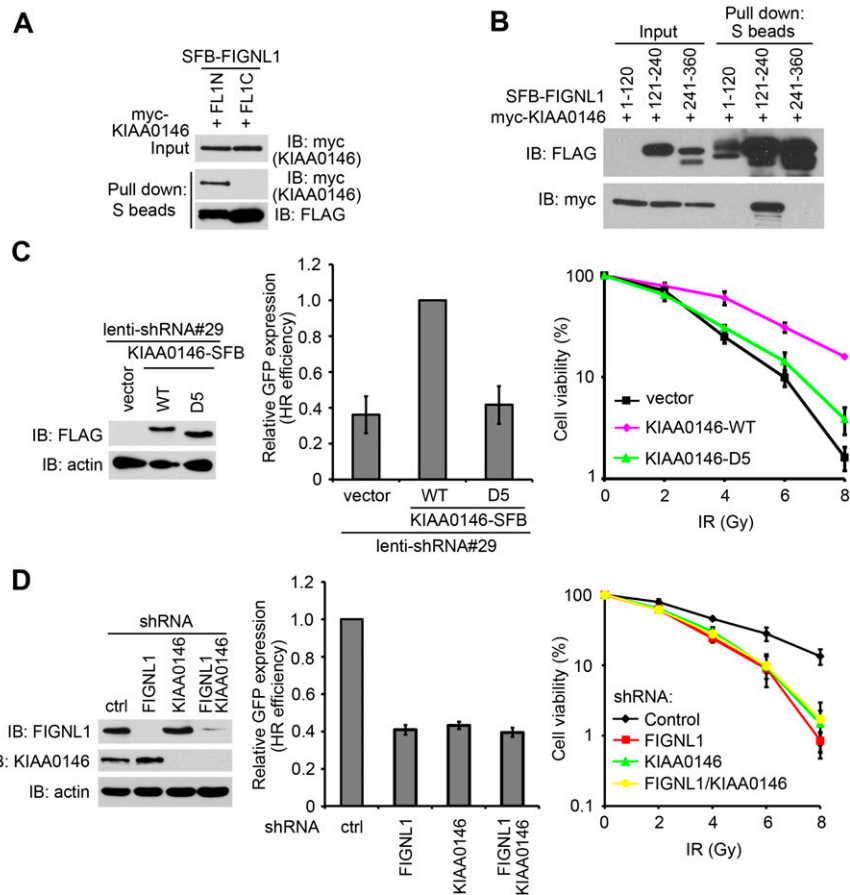 A
SFB-FIGNL1
myc-
KIAA0146
+ FL1N
+ FL1C
Input
IB: myc
(KIAA0146)
Pull down:
S beads
IB: myc
(KIAA0146)
IB: FLAG
B
Input
Pull down:
S beads
SFB-FIGNL1
1-120
121-240
241-360
1-120
121-240
241-360
myc-KIAA0146
+ + + + + +
IB: FLAG
IB: myc
C
lenti-shRNA#29
KIAA0146-SFB
vector
WT
D5
IB: FLAG
IB: actin
Relative GFP expression
(HR efficiency)
1.2
1.0
0.8
0.6
0.4
0.2
0
vector
WT
D5
KIAA0146-SFB
lenti-shRNA#29
Cell viability (%)
100
10
1
vector
KIAA0146-WT
KIAA0146-D5
0 2 4 6 8
IR (Gy)
D
shRNA
ctrl
FIGNL1
KIAA0146
FIGNL1
KIAA0146
IB: FIGNL1
B: KIAA0146
IB: actin
Relative GFP expression
(HR efficiency)
1.2
1.0
0.8
0.6
0.4
0.2
0
shRNA
ctrl
FIGNL1
KIAA0146
FIGNL1
KIAA0146
Cell viability (%)
100
10
1
0.1
shRNA:
Control
FIGNL1
KIAA0146
FIGNL1/KIAA0146
0 2 4 6 8
IR (Gy)